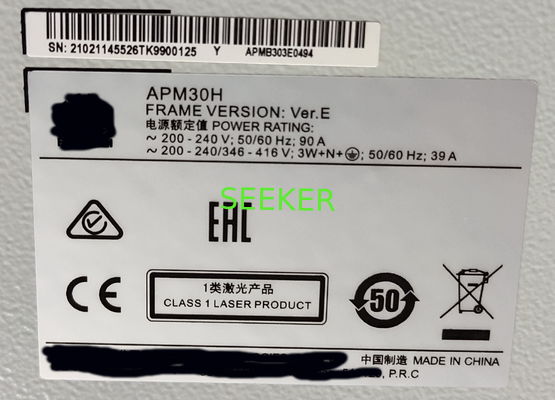 SN: 21021145526TK9900125 Y APMB303E0494
APM30H
FRAME VERSION: Ver.E
电源额定值 POWER RATING:
~ 200 - 240 V; 50/60 Hz; 90 A
~ 200 - 240/346 - 416 V; 3W+N+⏚; 50/60 Hz; 39 A
SEEKER
EAC
CE
1类激光产品
CLASS 1 LASER PRODUCT
50
中国制造 MADE IN CHINA
P.R.C